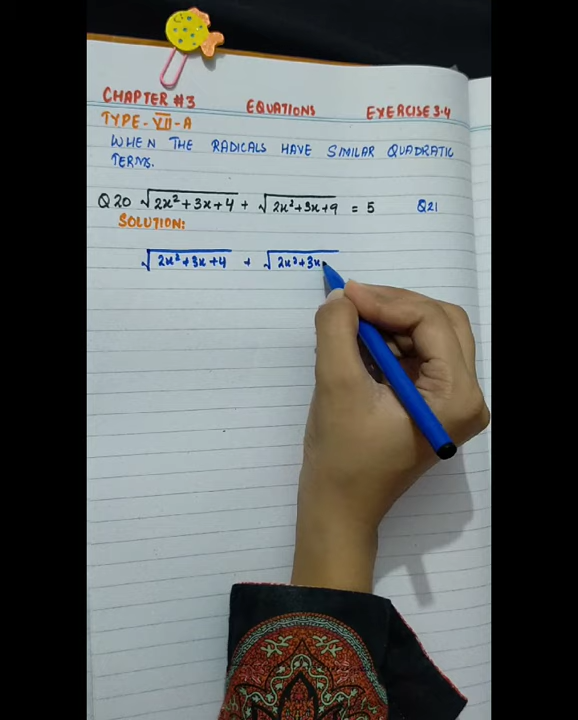 CHAPTER #3 EQUATIONS EXERCISE 3.4
TYPE-VII-A
WHEN THE RADICALS HAVE SIMILAR QUADRATIC
TERMS.
Q20 √2x²+3x+4 + √2x²+3x+9 = 5 Q21
SOLUTION:
√2x²+3x+4 + √2x²+3x